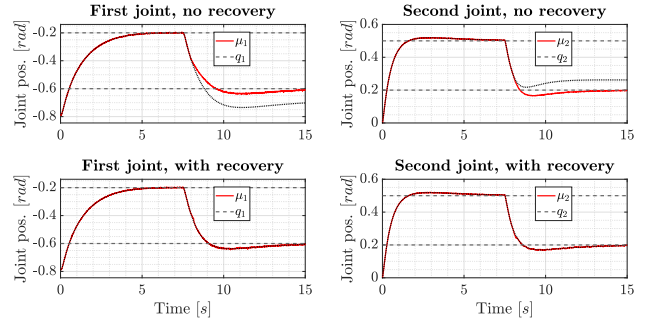 First joint, no recovery
Joint pos. [rad]
-0.2
-0.4
-0.6
-0.8
0
5
10
15
μ1
q1
Second joint, no recovery
Joint pos. [rad]
0.6
0.4
0.2
0
0
5
10
15
μ2
q2
First joint, with recovery
Joint pos. [rad]
-0.2
-0.4
-0.6
-0.8
0
5
10
15
Time [s]
μ1
q1
Second joint, with recovery
Joint pos. [rad]
0.6
0.4
0.2
0
0
5
10
15
Time [s]
μ2
q2